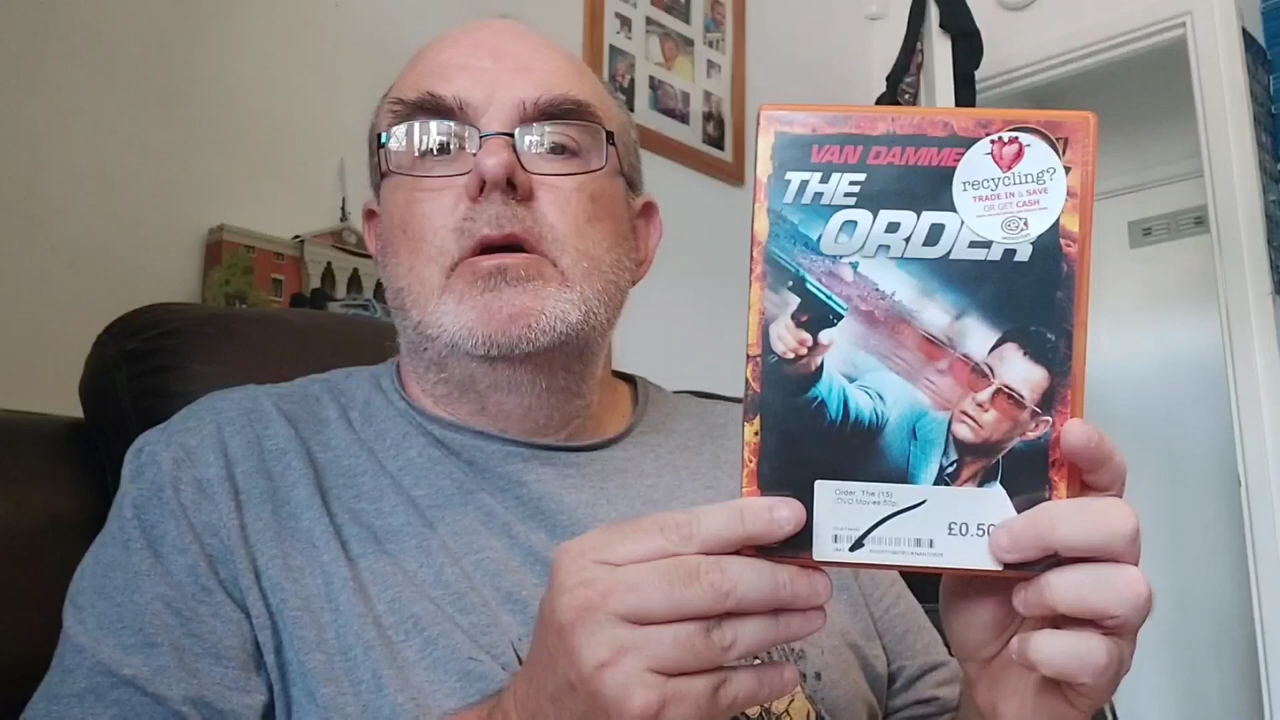 VAN DAMME
THE
ORDER
recycling?
TRADE IN & SAVE
OR GET CASH
CeX
Order, The (15)
(DVD Movies 50p)
£0.50